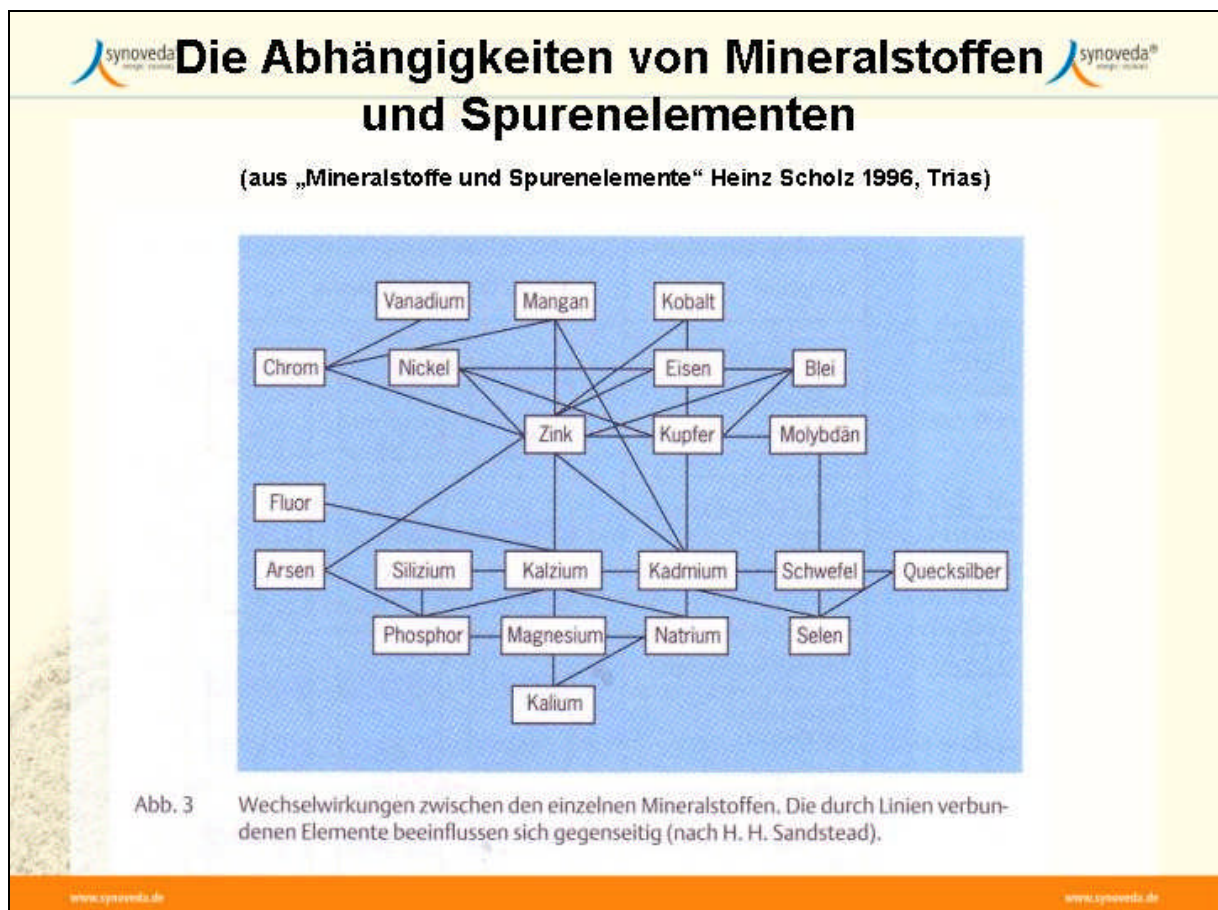 synoveda
Die Abhängigkeiten von Mineralstoffen
synoveda®
und Spurenelementen
(aus „Mineralstoffe und Spurenelemente“ Heinz Scholz 1996, Trias)
Vanadium Mangan Kobalt
Chrom Nickel Eisen Blei
Zink Kupfer Molybdän
Fluor
Arsen Silizium Kalzium Kadmium Schwefel Quecksilber
Phosphor Magnesium Natrium Selen
Kalium
Abb. 3 Wechselwirkungen zwischen den einzelnen Mineralstoffen. Die durch Linien verbun-
denen Elemente beeinflussen sich gegenseitig (nach H. H. Sandstead).
www.synoveda.de www.synoveda.de